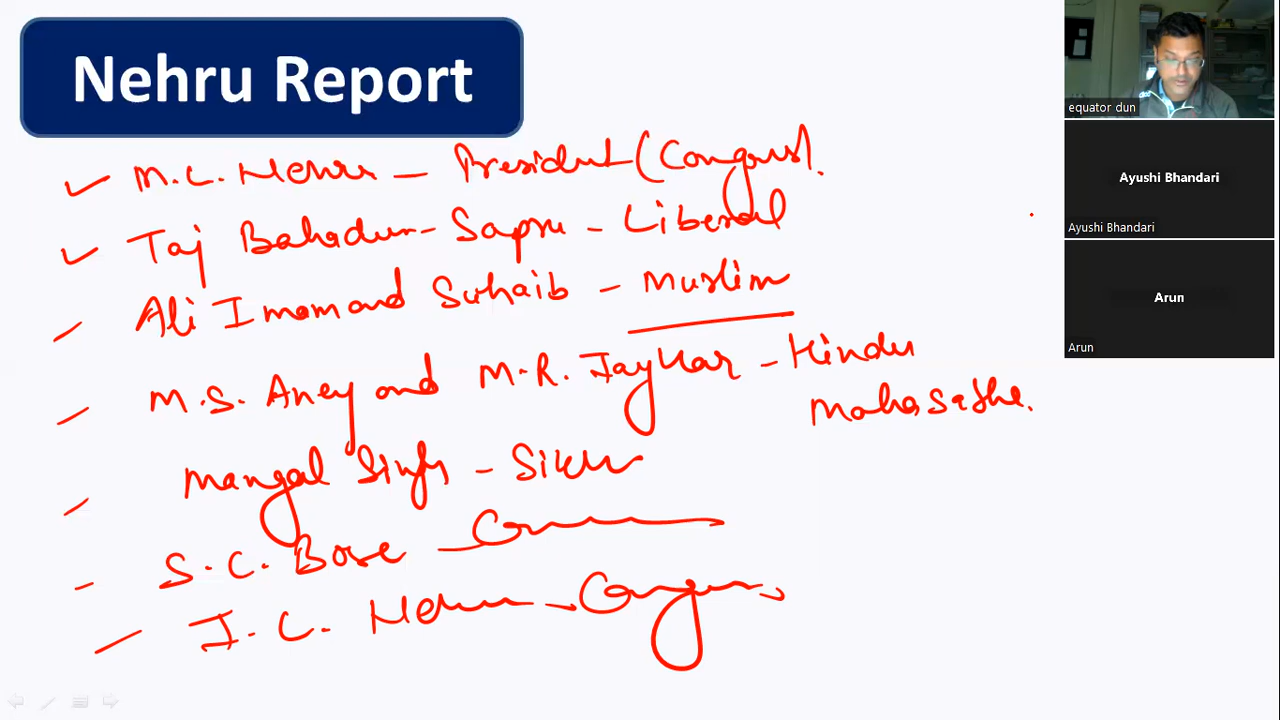 Nehru Report
M.L. Nehru - President (Congress).
Taj Bahadur Sapru - Liberal
Ali Imam and Suhaib - Muslim
M.S. Aney and M.R. Jaykar - Hindu
Mahasabha.
Mangal Singh - Sikh
S.C. Bose -
J.L. Nehru - Congress
equator dun
Ayushi Bhandari
Ayushi Bhandari
Arun
Arun